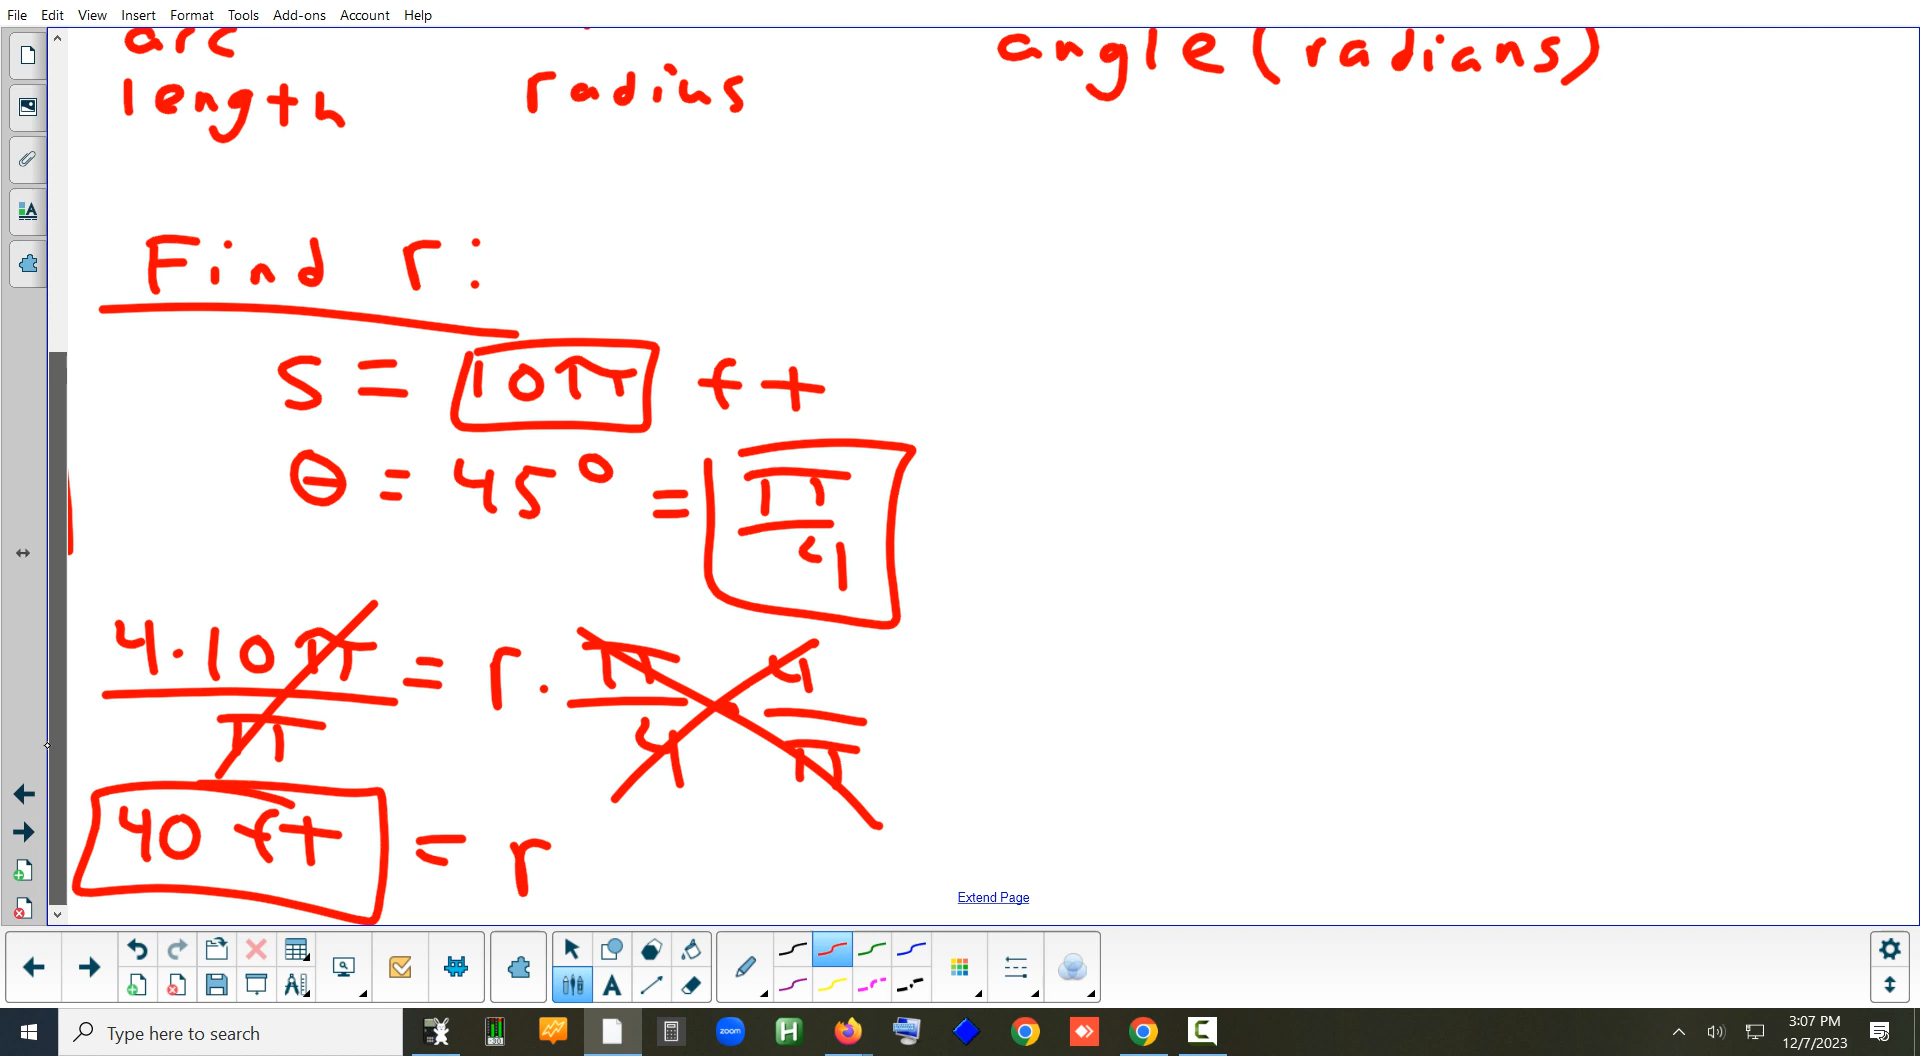 File Edit View Insert Format Tools Add-ons Account Help
arc length
radius
angle (radians)
Find r:
S = 10π ft
θ = 45° = π/4
4·10π/π = r · π/4 4/π
40 ft = r
Extend Page
A
zoom
H
C
Type here to search
3:07 PM
12/7/2023